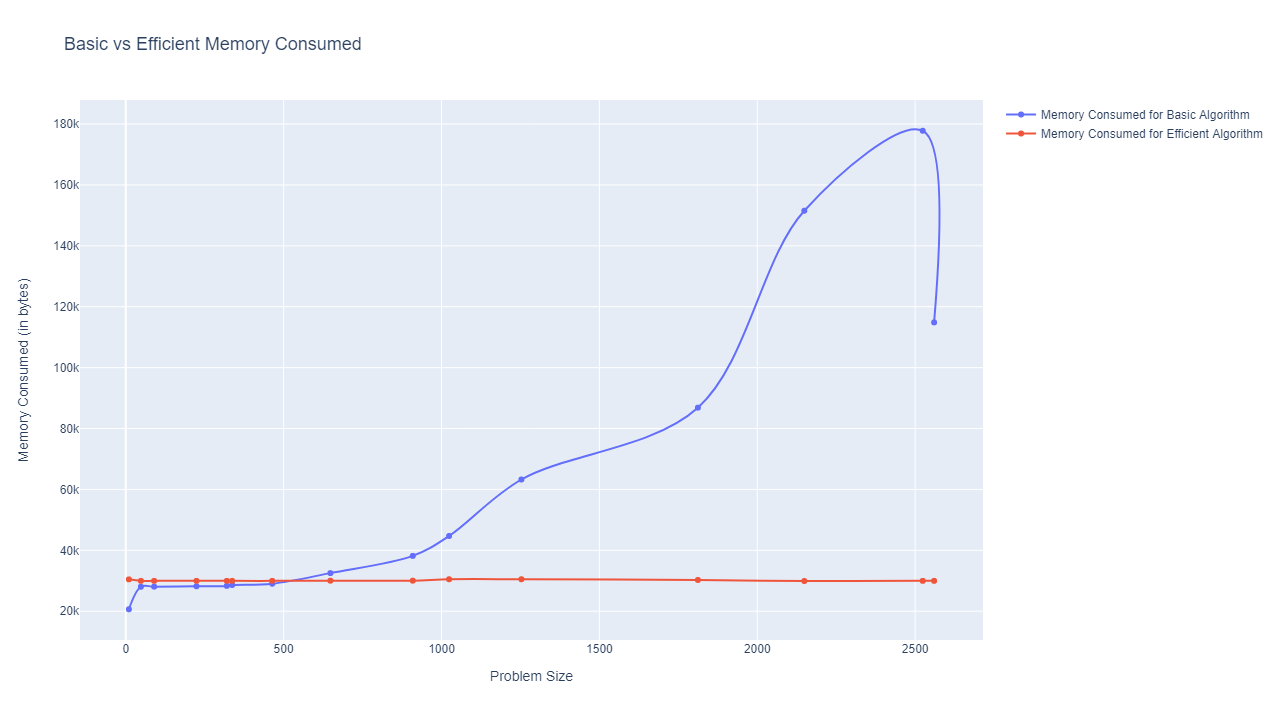 Basic vs Efficient Memory Consumed
Memory Consumed for Basic Algorithm
Memory Consumed for Efficient Algorithm
Memory Consumed (in bytes)
180k
160k
140k
120k
100k
80k
60k
40k
20k
0 500 1000 1500 2000 2500
Problem Size